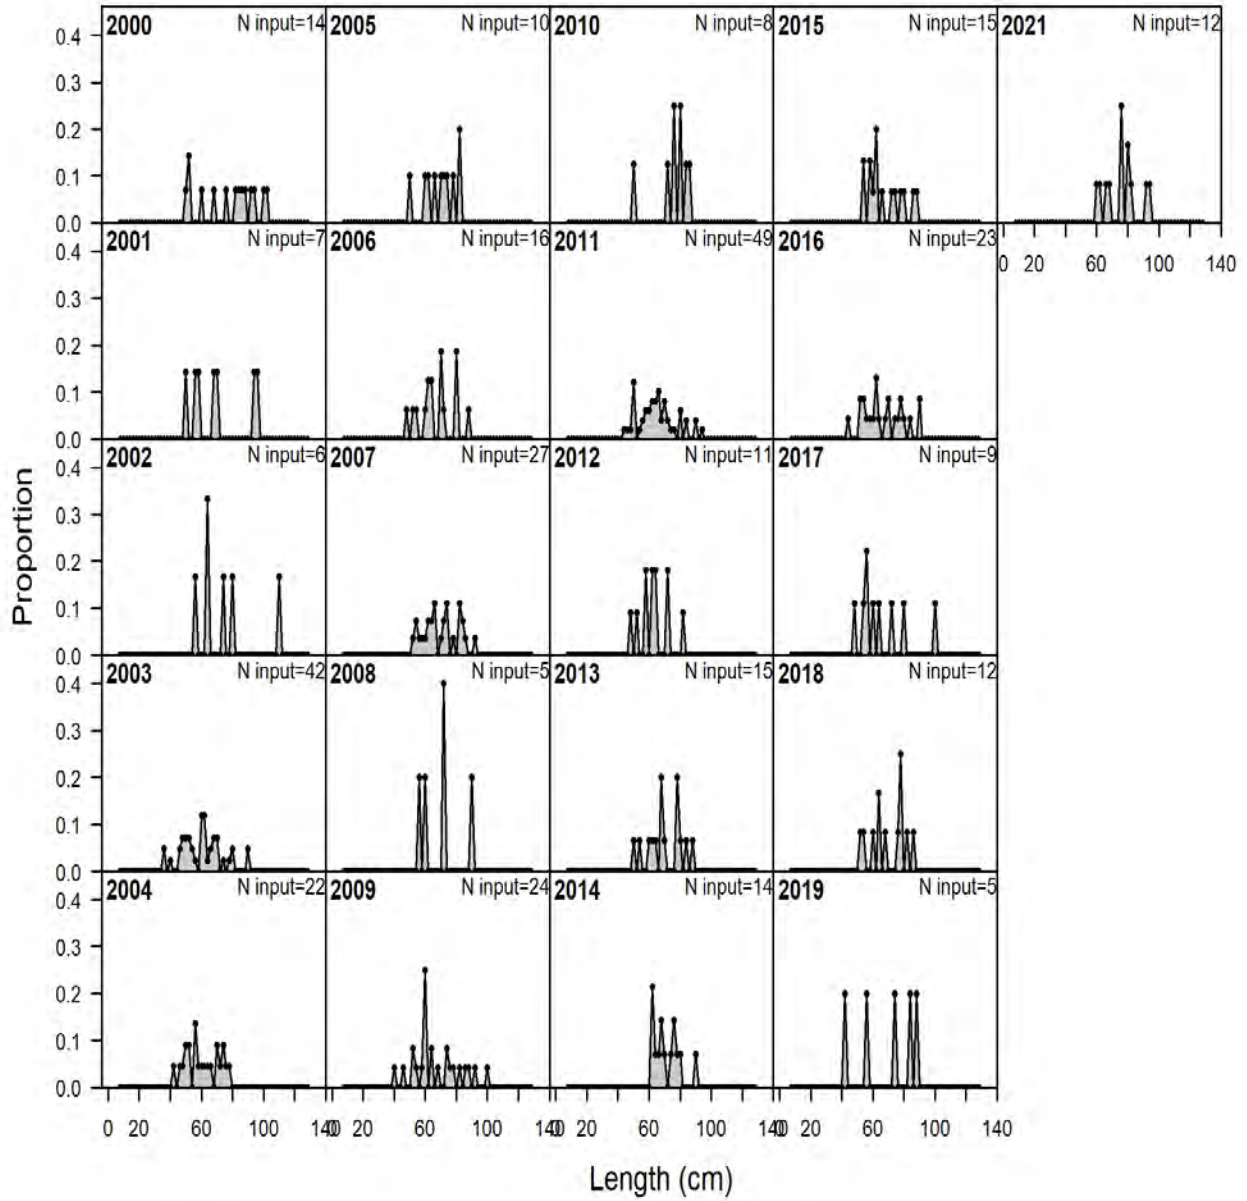 2000 N input=14 2005 N input=10 2010 N input=8 2015 N input=15 2021 N input=12
0.4
0.3
0.2
0.1
0.0
2001 N input=7 2006 N input=16 2011 N input=49 2016 N input=23
0 20 60 100 140
0.4
0.3
0.2
0.1
0.0
2002 N input=6 2007 N input=27 2012 N input=11 2017 N input=9
0.4
0.3
0.2
0.1
0.0
Proportion
2003 N input=42 2008 N input=5 2013 N input=15 2018 N input=12
0.4
0.3
0.2
0.1
0.0
2004 N input=22 2009 N input=24 2014 N input=14 2019 N input=5
0.4
0.3
0.2
0.1
0.0
0 20 60 100 140 20 60 100 140 20 60 100 140 20 60 100 140
Length (cm)